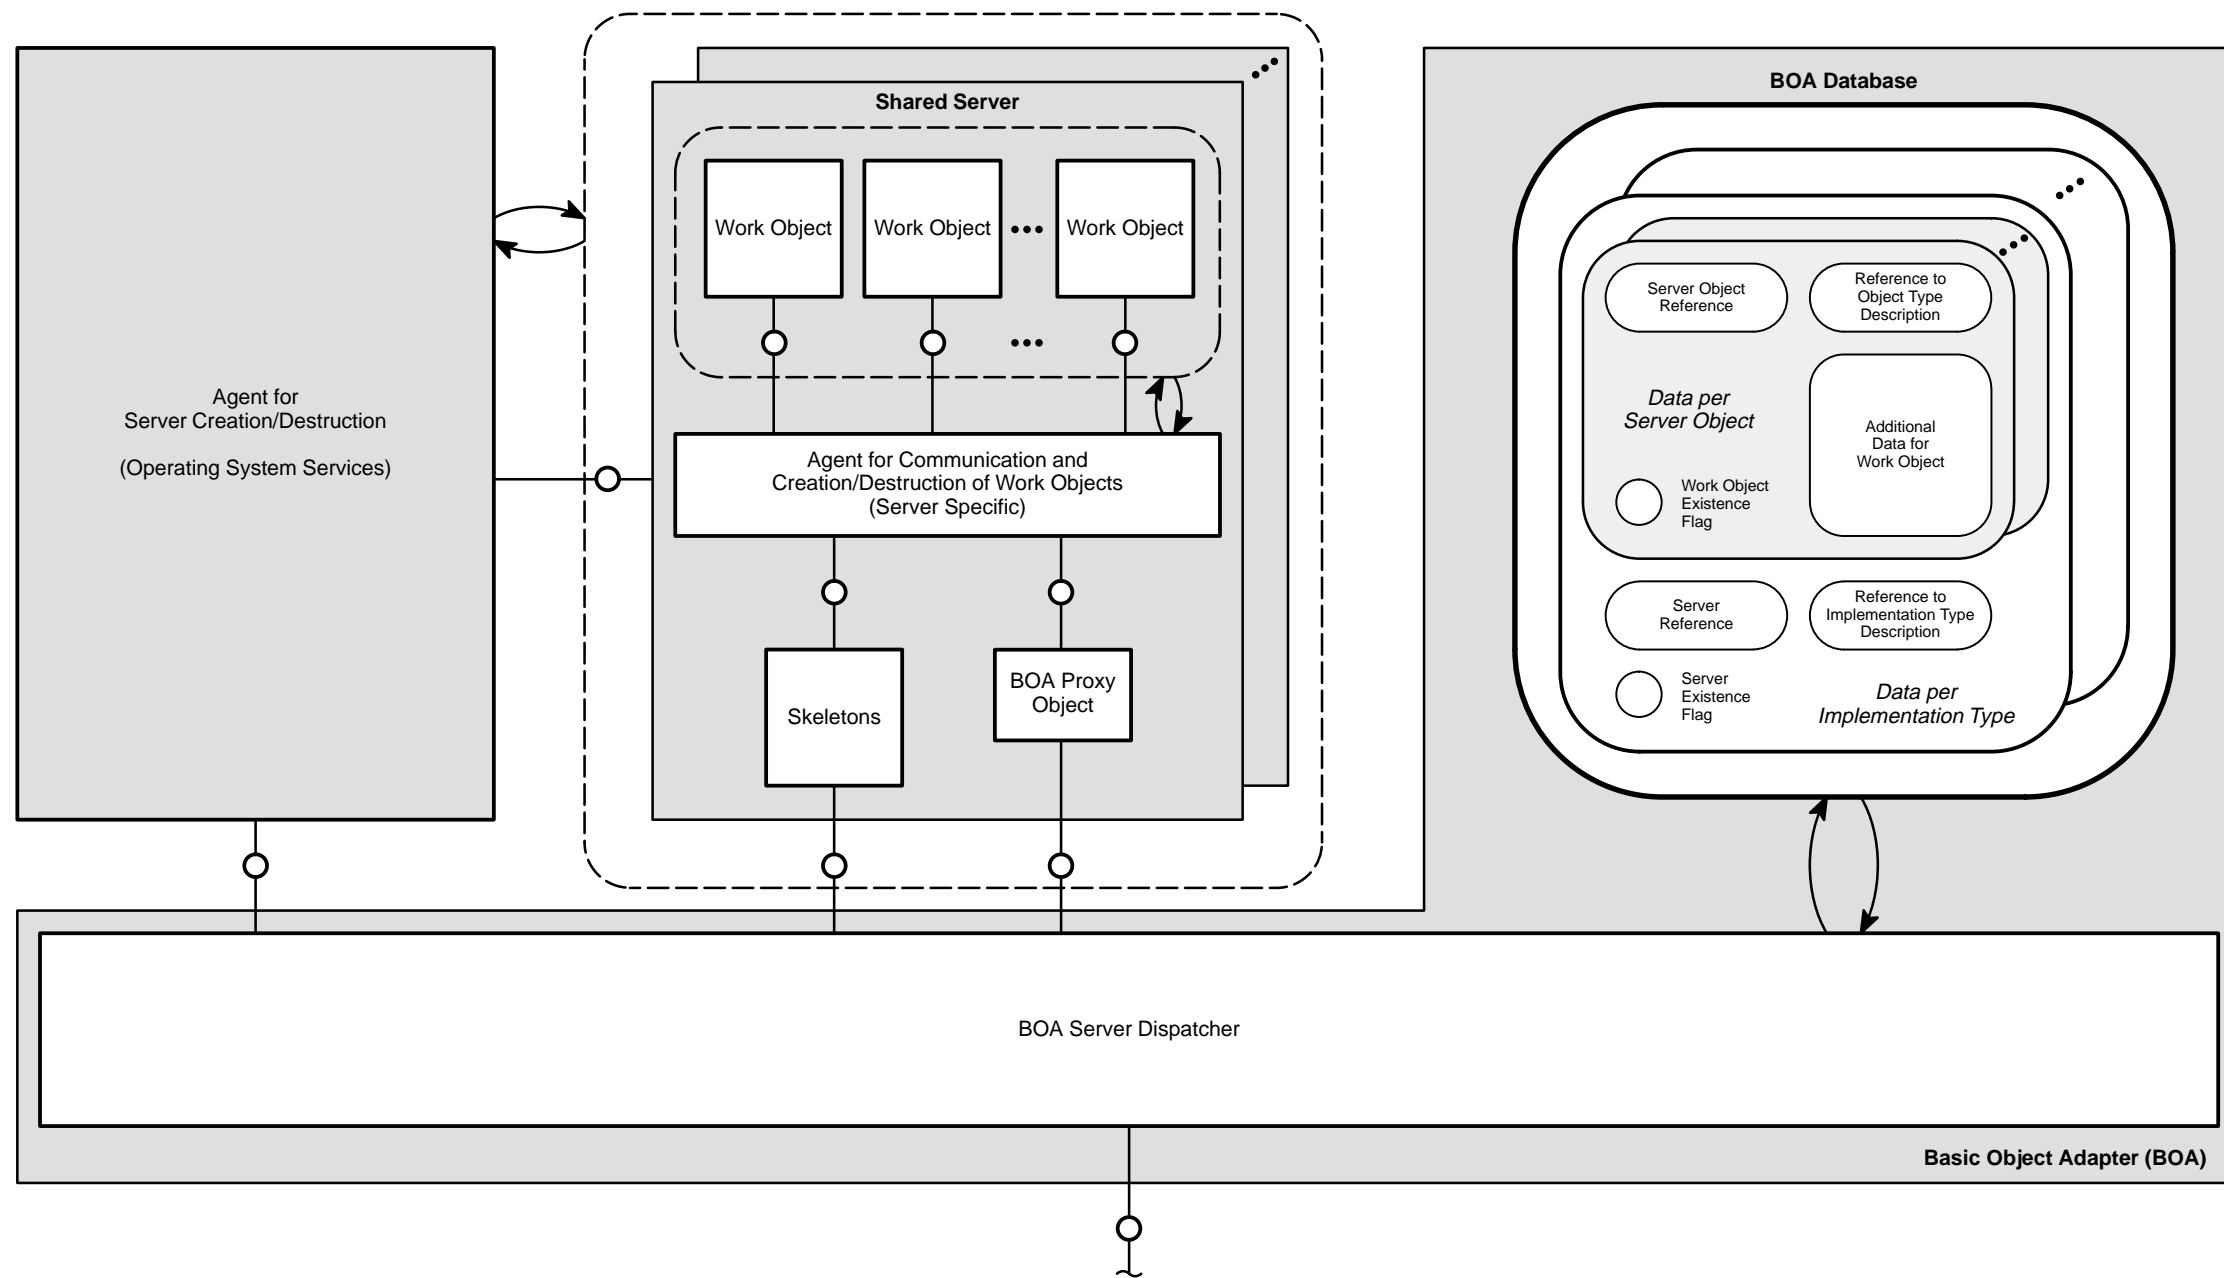 Agent for
Server Creation/Destruction
(Operating System Services)
Shared Server
Work Object
Work Object
Work Object
Agent for Communication and
Creation/Destruction of Work Objects
(Server Specific)
Skeletons
BOA Proxy
Object
BOA Database
Server Object
Reference
Reference to
Object Type
Description
Data per
Server Object
Additional
Data for
Work Object
Work Object
Existence
Flag
Server
Reference
Reference to
Implementation Type
Description
Server
Existence
Flag
Data per
Implementation Type
BOA Server Dispatcher
Basic Object Adapter (BOA)